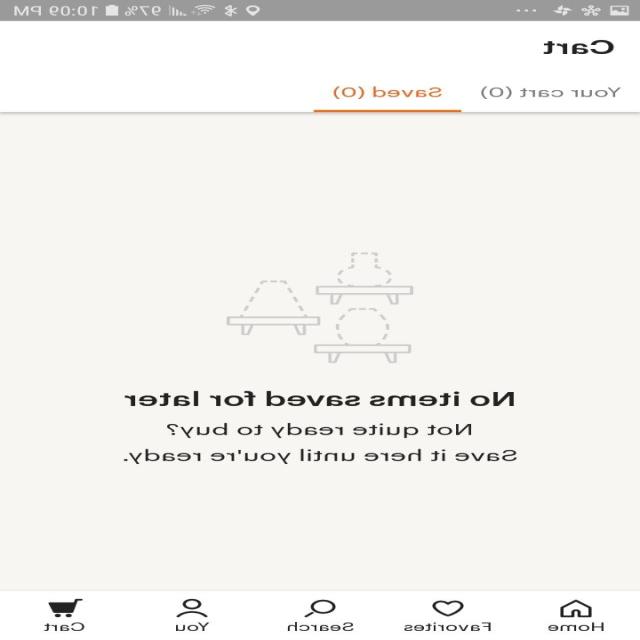 97% 10:09 PM
Cart
Your cart (0)
Saved (0)
No items saved for later
Not quite ready to buy?
Save it here until you're ready.
Home
Favorites
Search
You
Cart